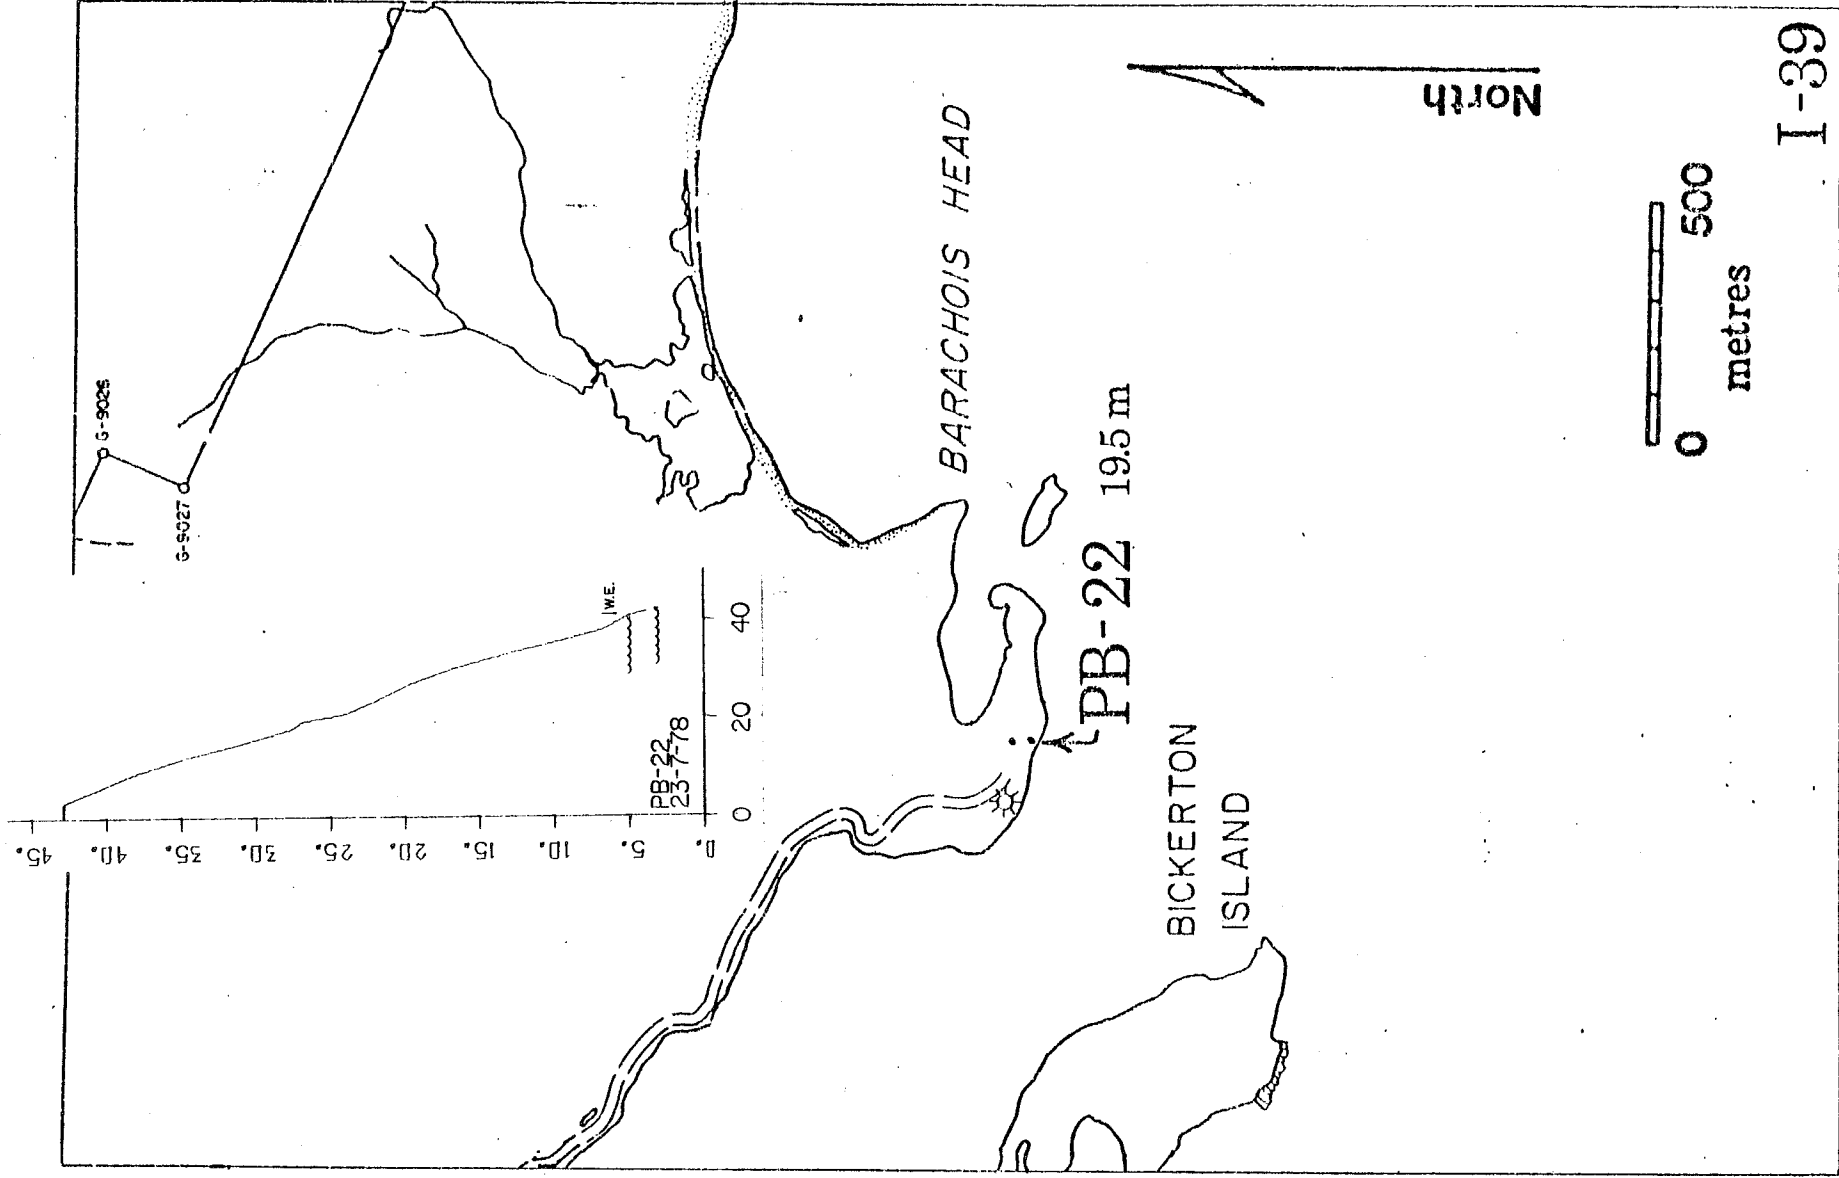 G-9026
G-9027
45.
40.
35.
30.
25.
20.
15.
10.
5.
0.
W.E.
PB-22
23-7-78
0
20
40
BARACHOIS HEAD
PB-22 19.5 m
BICKERTON
ISLAND
North
0
500
metres
I-39